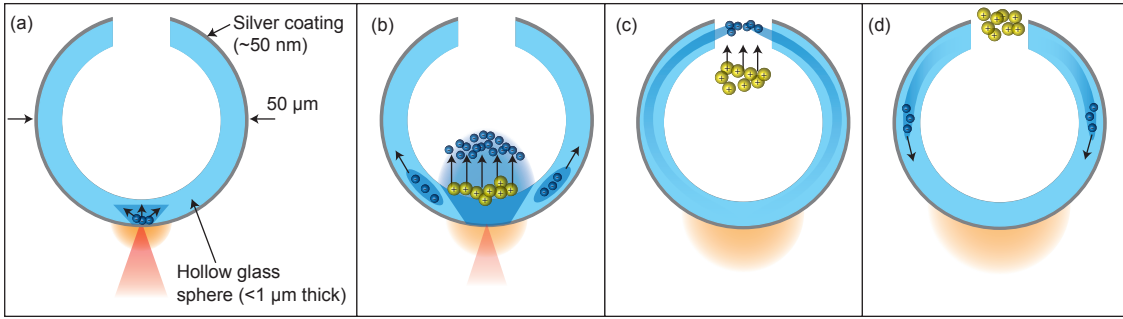 (a)
Silver coating
(~50 nm)
50 µm
Hollow glass
sphere (<1 µm thick)
(b)
(c)
(d)